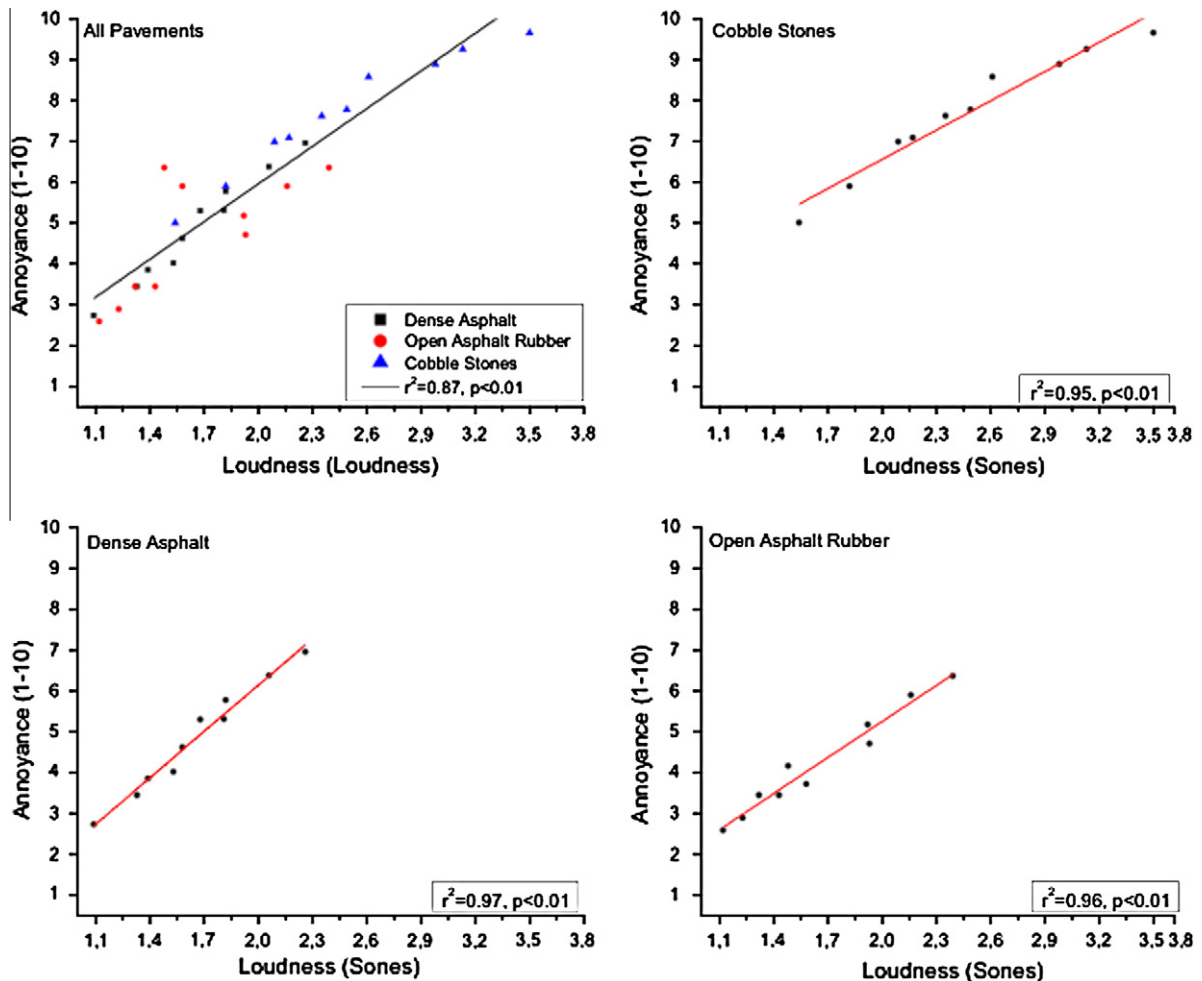 All Pavements
Annoyance (1-10)
10
9
8
7
6
5
4
3
2
1
Dense Asphalt
Open Asphalt Rubber
Cobble Stones
r²=0.87, p<0.01
1,1 1,4 1,7 2,0 2,3 2,6 2,9 3,2 3,5 3,8
Loudness (Loudness)
Cobble Stones
Annoyance (1-10)
10
9
8
7
6
5
4
3
2
1
r²=0.95, p<0.01
1,1 1,4 1,7 2,0 2,3 2,6 2,9 3,2 3,5 3,8
Loudness (Sones)
Dense Asphalt
Annoyance (1-10)
10
9
8
7
6
5
4
3
2
1
r²=0.97, p<0.01
1,1 1,4 1,7 2,0 2,3 2,6 2,9 3,2 3,5 3,8
Loudness (Sones)
Open Asphalt Rubber
Annoyance (1-10)
10
9
8
7
6
5
4
3
2
1
r²=0.96, p<0.01
1,1 1,4 1,7 2,0 2,3 2,6 2,9 3,2 3,5 3,8
Loudness (Sones)